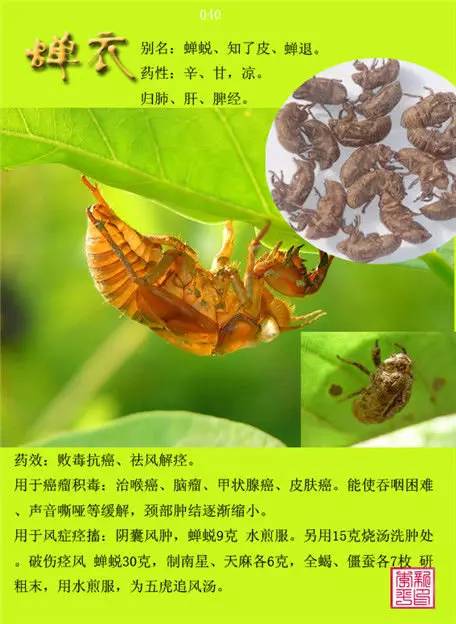 040
蝉衣
别名：蝉蜕、知了皮、蝉退。
药性：辛、甘，凉。
归肺、肝、脾经。
药效：败毒抗癌、祛风解痉。
用于癌瘤积毒：治喉癌、脑瘤、甲状腺癌、皮肤癌。能使吞咽困难
、声音嘶哑等缓解，颈部肿结逐渐缩小。
用于风症痉搐：阴囊风肿，蝉蜕9克 水煎服。另用15克烧汤洗肿处
。破伤痉风 蝉蜕30克，制南星、天麻各6克，全蝎、僵蚕各7枚 研
粗末，用水煎服，为五虎追风汤。